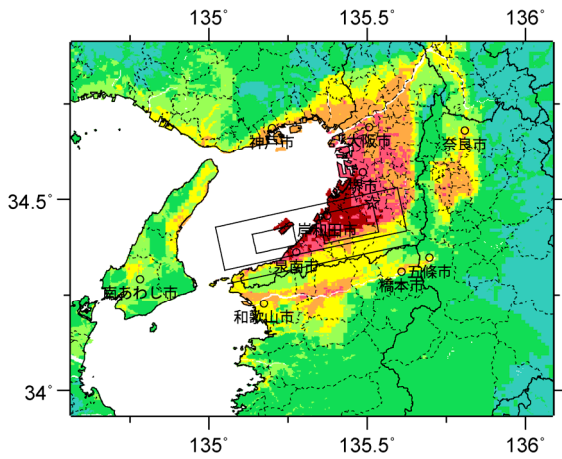 135° 135.5° 136°
神戸市 大阪市 奈良市
堺市
34.5°
岸和田市
泉南市 五條市
南あわじ市 橋本市
和歌山市
34°
135° 135.5° 136°